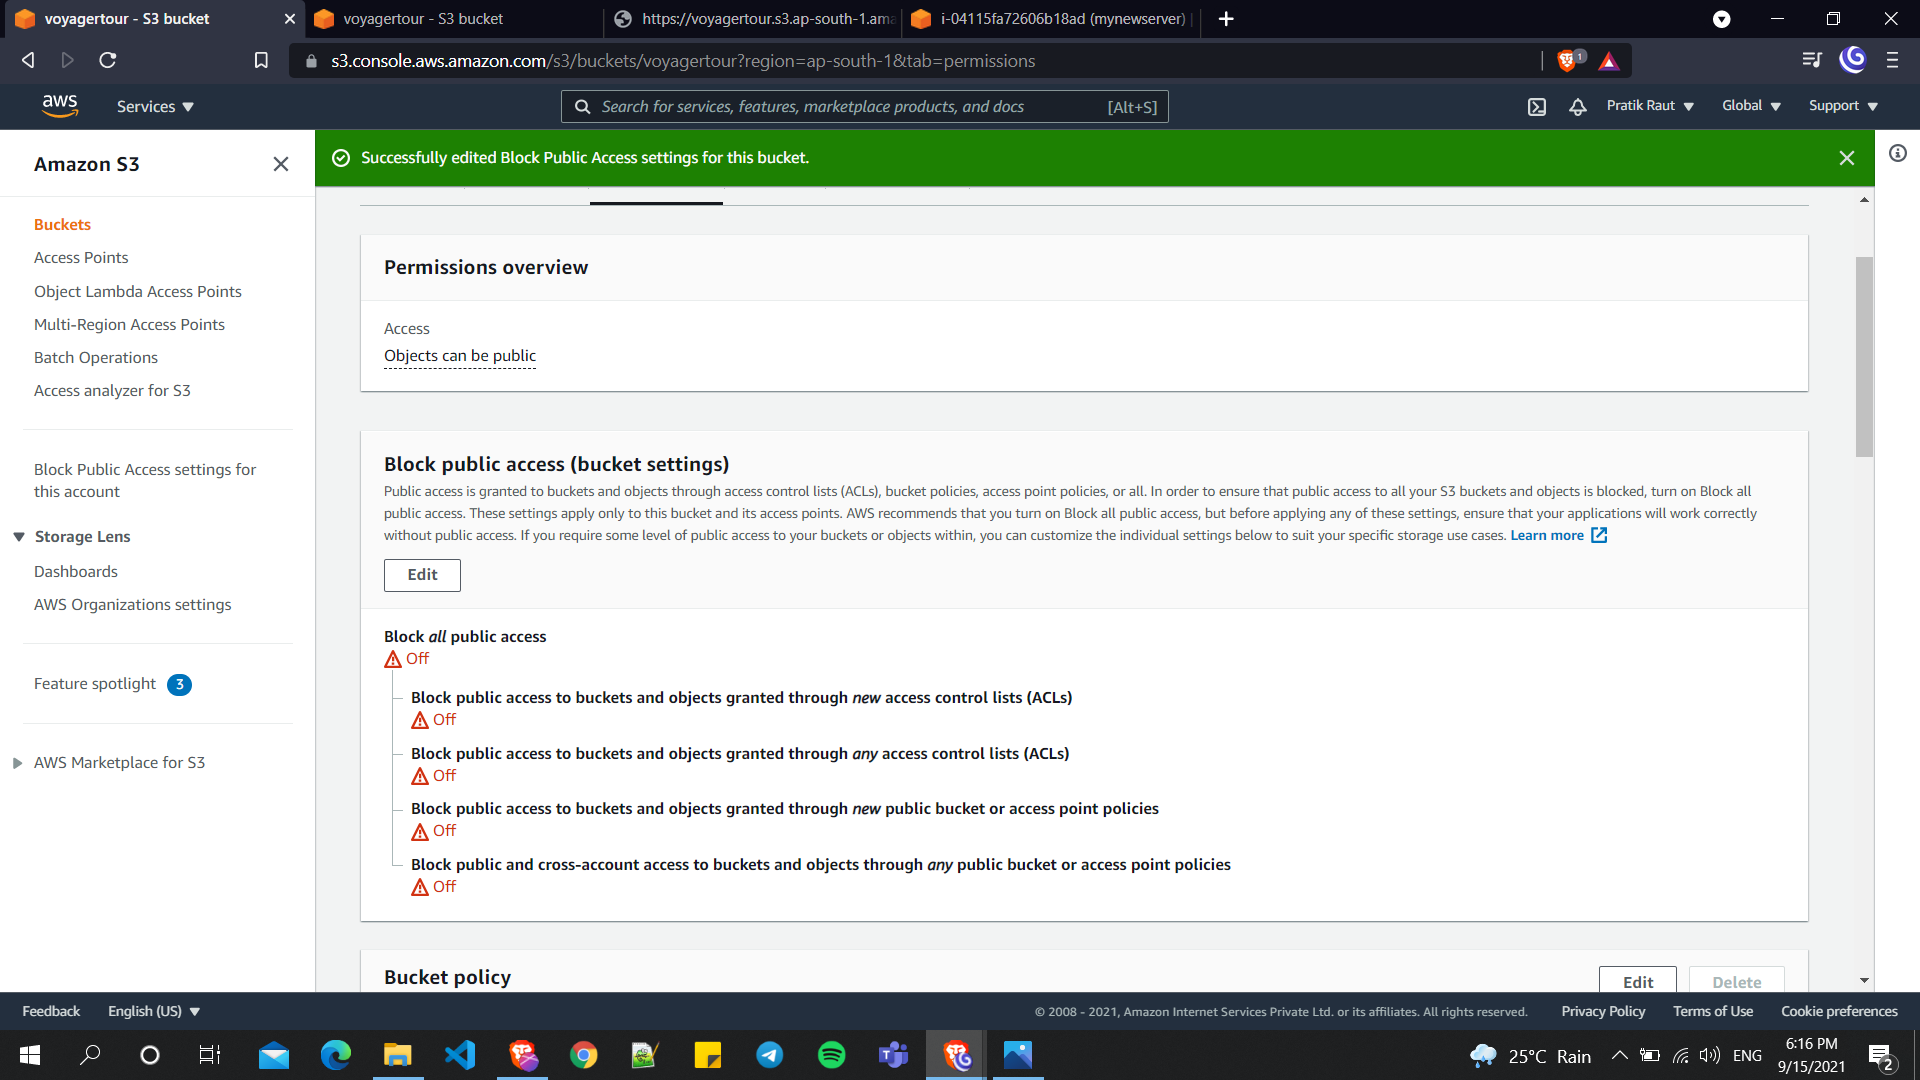 voyagertour - S3 bucket
voyagertour - S3 bucket
https://voyagertour.s3.ap-south-1.ama
i-04115fa72606b18ad (mynewserver) |
s3.console.aws.amazon.com/s3/buckets/voyagertour?region=ap-south-1&tab=permissions
1
aws
Services
Search for services, features, marketplace products, and docs
[Alt+S]
Pratik Raut
Global
Support
Amazon S3
Successfully edited Block Public Access settings for this bucket.
Buckets
Access Points
Object Lambda Access Points
Multi-Region Access Points
Batch Operations
Access analyzer for S3
Block Public Access settings for
this account
Storage Lens
Dashboards
AWS Organizations settings
Feature spotlight 3
AWS Marketplace for S3
Permissions overview
Access
Objects can be public
Block public access (bucket settings)
Public access is granted to buckets and objects through access control lists (ACLs), bucket policies, access point policies, or all. In order to ensure that public access to all your S3 buckets and objects is blocked, turn on Block all
public access. These settings apply only to this bucket and its access points. AWS recommends that you turn on Block all public access, but before applying any of these settings, ensure that your applications will work correctly
without public access. If you require some level of public access to your buckets or objects within, you can customize the individual settings below to suit your specific storage use cases. Learn more
Edit
Block all public access
Off
Block public access to buckets and objects granted through new access control lists (ACLs)
Off
Block public access to buckets and objects granted through any access control lists (ACLs)
Off
Block public access to buckets and objects granted through new public bucket or access point policies
Off
Block public and cross-account access to buckets and objects through any public bucket or access point policies
Off
Bucket policy
Edit
Delete
Feedback
English (US)
© 2008 - 2021, Amazon Internet Services Private Ltd. or its affiliates. All rights reserved.
Privacy Policy
Terms of Use
Cookie preferences
25°C Rain
ENG
6:16 PM
9/15/2021
2